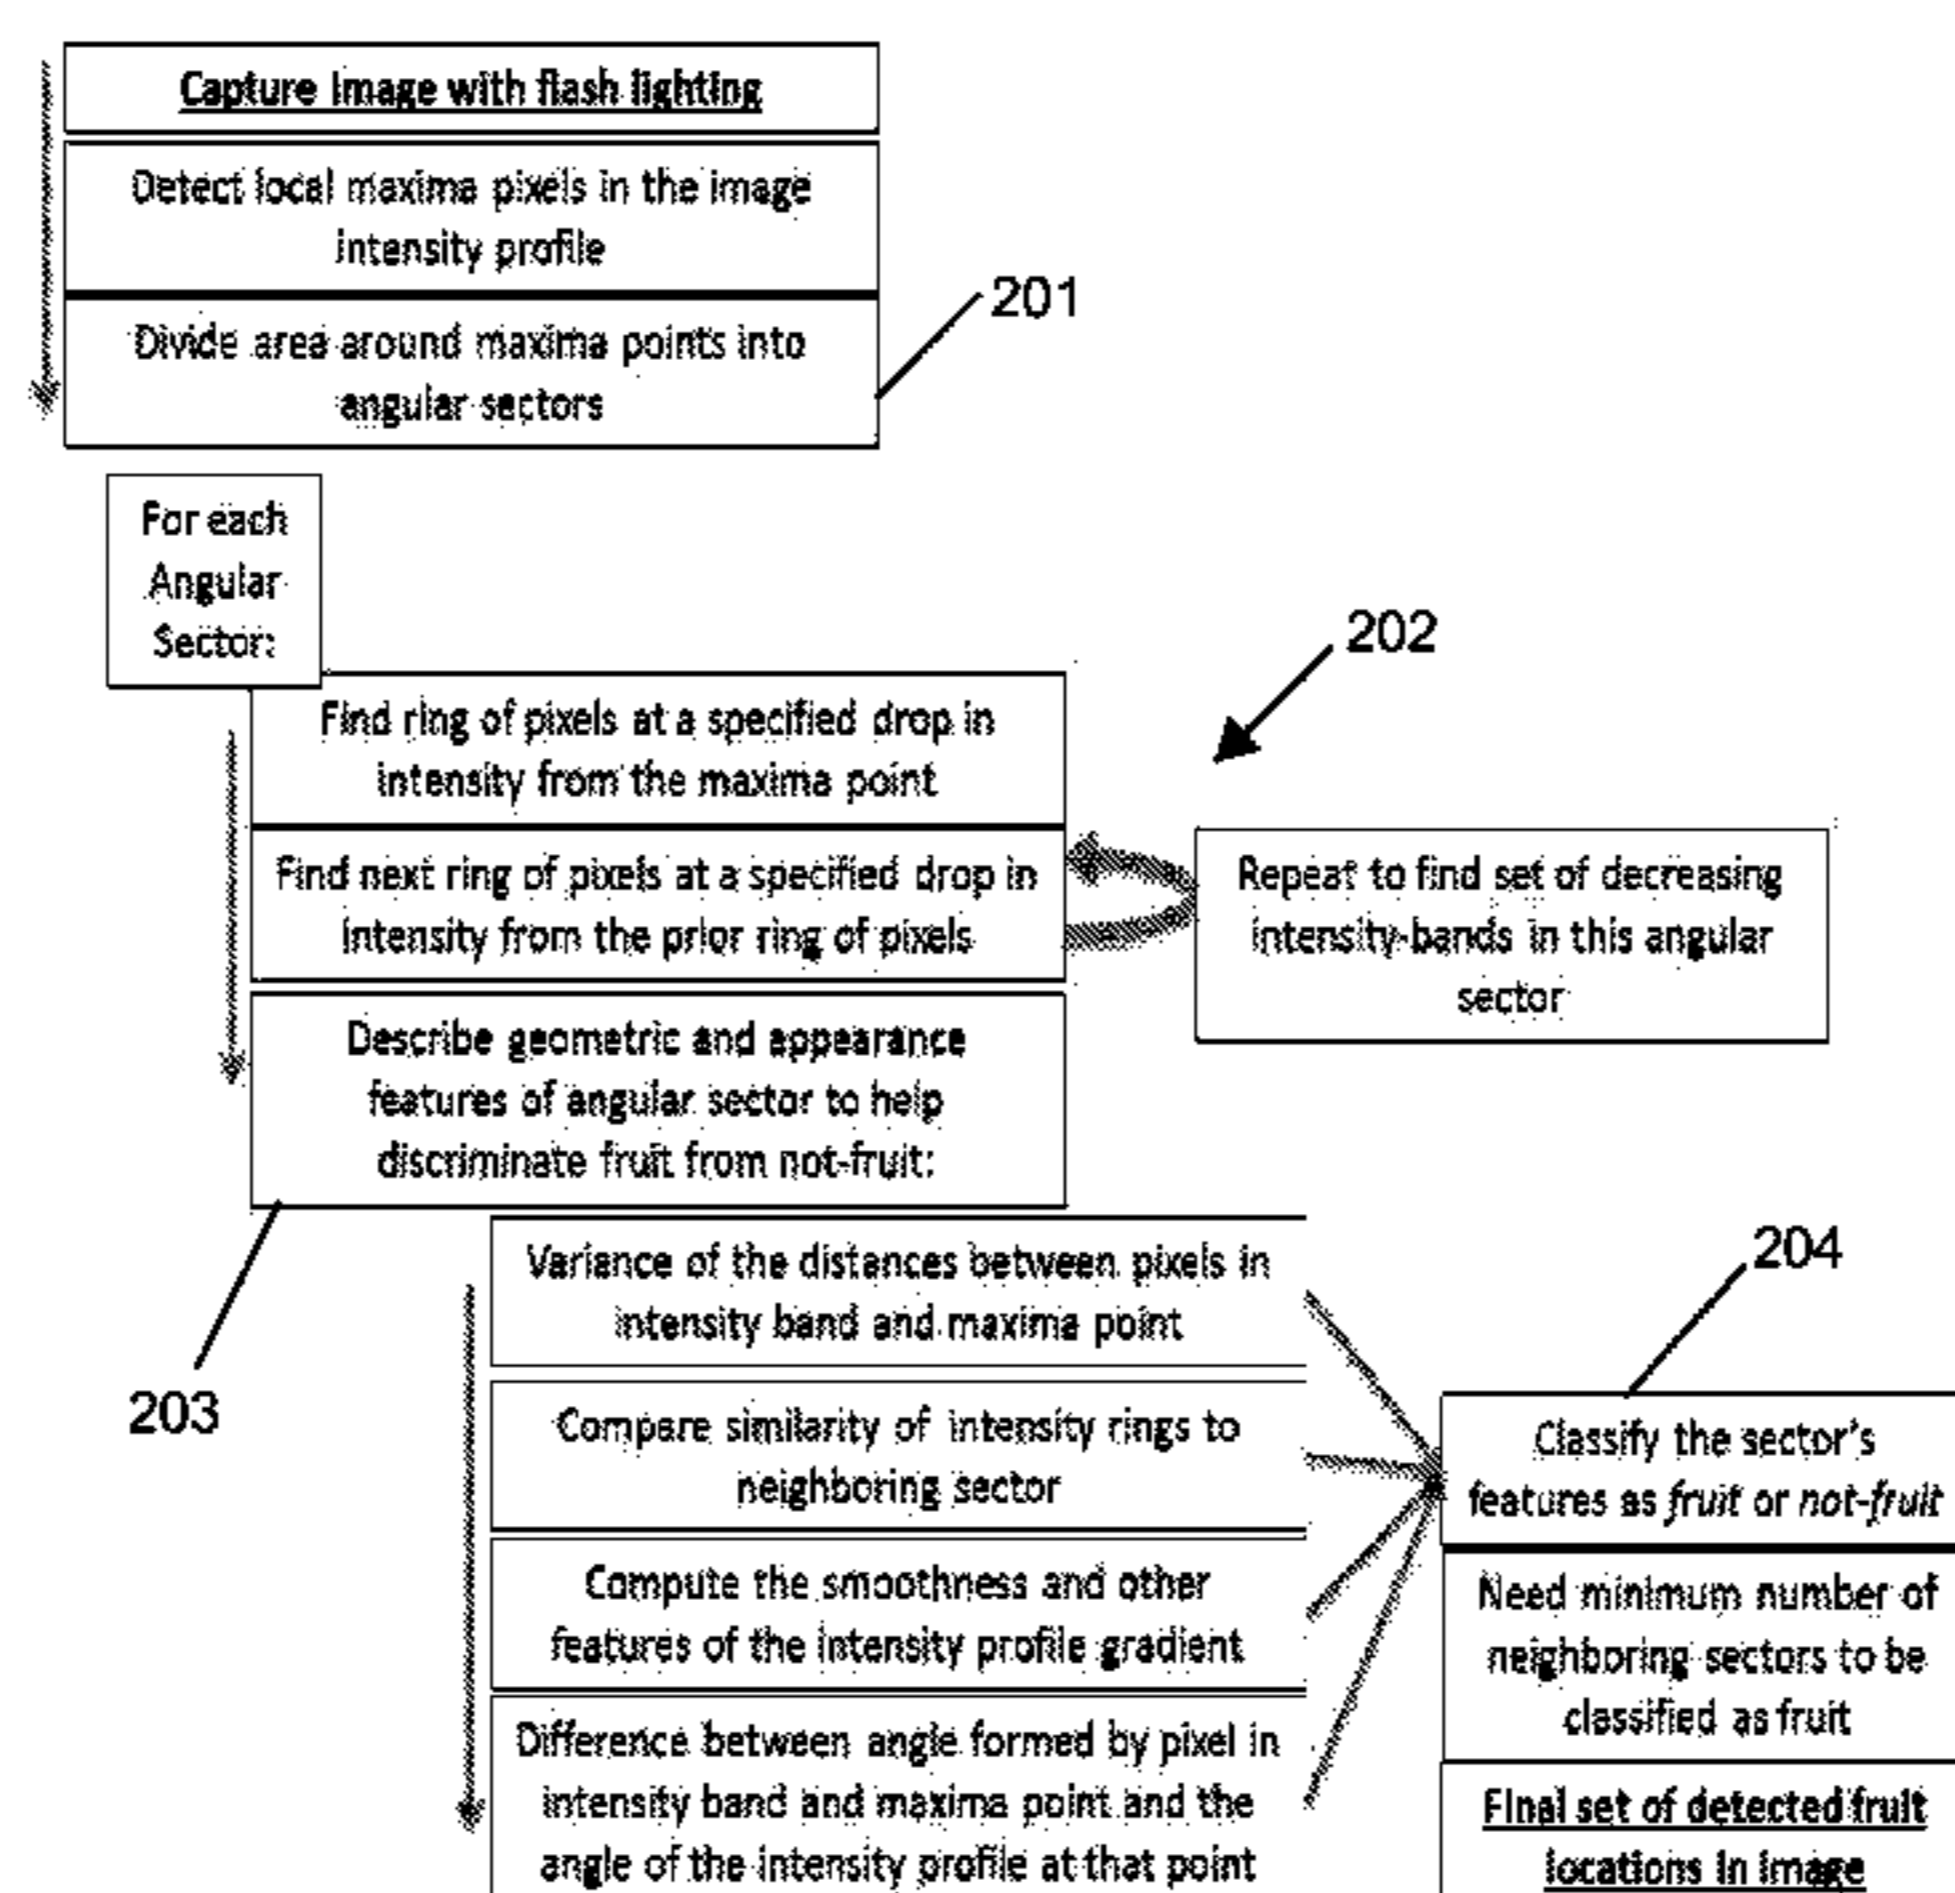 Capture image with flash lighting
Detect local maxima pixels in the image
intensity profile
Divide area around maxima points into
angular sectors
201
For each
Angular
Sector:
202
Find ring of pixels at a specified drop in
intensity from the maxima point
Find next ring of pixels at a specified drop in
intensity from the prior ring of pixels
Repeat to find set of decreasing
intensity-bands in this angular
sector
Describe geometric and appearance
features of angular sector to help
discriminate fruit from not-fruit:
203
Variance of the distances between pixels in
intensity band and maxima point
Compare similarity of intensity rings to
neighboring sector
Compute the smoothness and other
features of the intensity profile gradient
Difference between angle formed by pixel in
intensity band and maxima point and the
angle of the intensity profile at that point
204
Classify the sector's
features as fruit or not-fruit
Need minimum number of
neighboring sectors to be
classified as fruit
Final set of detected fruit
locations in image